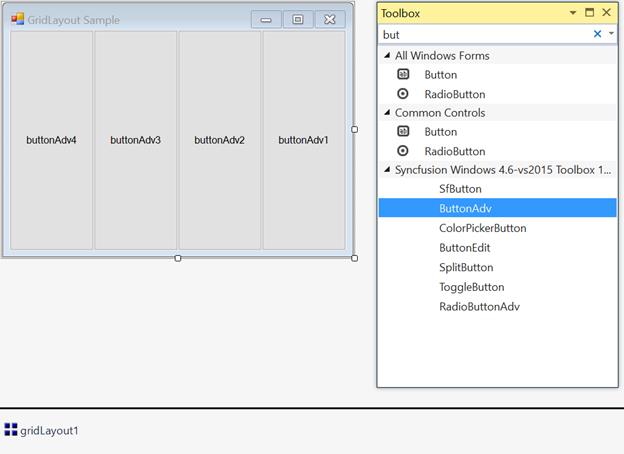 GridLayout Sample
buttonAdv4 buttonAdv3 buttonAdv2 buttonAdv1
Toolbox
but
All Windows Forms
Button
RadioButton
Common Controls
Button
RadioButton
Syncfusion Windows 4.6-vs2015 Toolbox 1...
SfButton
ButtonAdv
ColorPickerButton
ButtonEdit
SplitButton
ToggleButton
RadioButtonAdv
gridLayout1